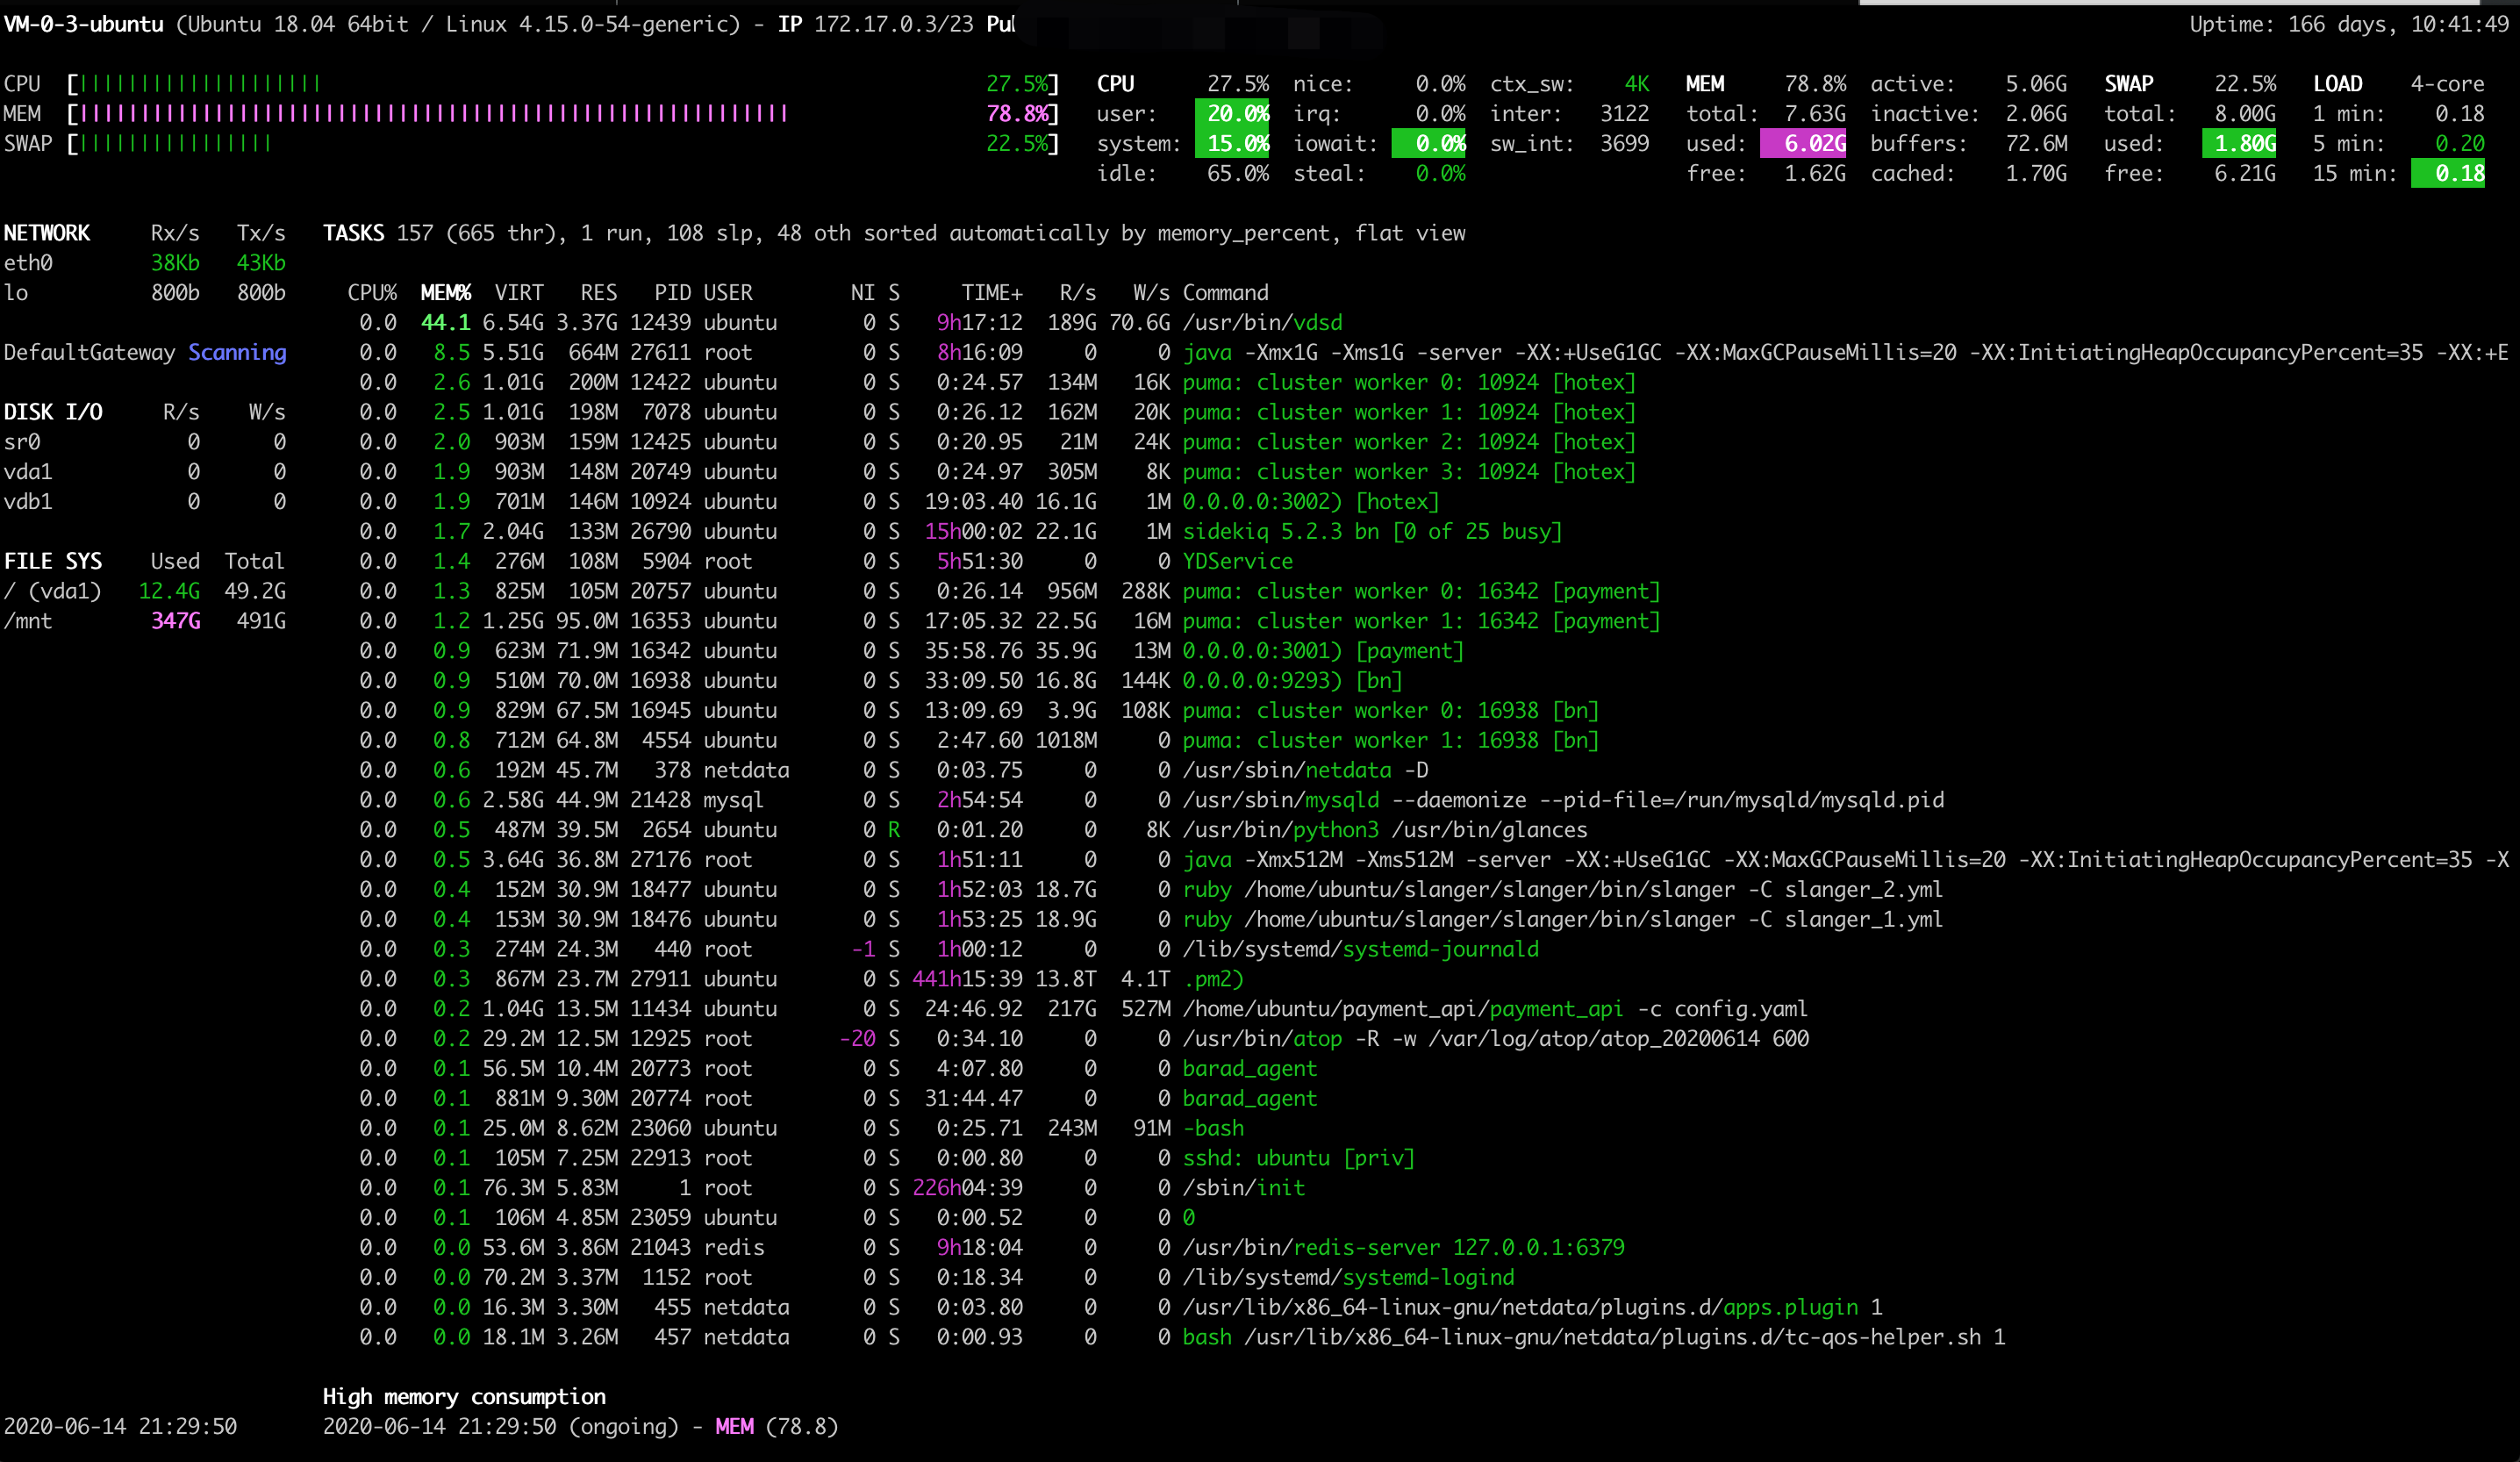 VM-0-3-ubuntu (Ubuntu 18.04 64bit / Linux 4.15.0-54-generic) - IP 172.17.0.3/23 Uptime: 166 days, 10:41:49
CPU [|||||||||||||||||||| 27.5%] CPU 27.5% nice: 0.0% ctx_sw: 4K MEM 78.8% active: 5.06G SWAP 22.5% LOAD 4-core
MEM [|||||||||||||||||||||||||||||||||||||||||||||||||||||||||| 78.8%] user: 20.0% irq: 0.0% inter: 3122 total: 7.63G inactive: 2.06G total: 8.00G 1 min: 0.18
SWAP [|||||||||||||||| 22.5%] system: 15.0% iowait: 0.0% sw_int: 3699 used: 6.02G buffers: 72.6M used: 1.80G 5 min: 0.20
idle: 65.0% steal: 0.0% free: 1.62G cached: 1.70G free: 6.21G 15 min: 0.18
NETWORK Rx/s Tx/s TASKS 157 (665 thr), 1 run, 108 slp, 48 oth sorted automatically by memory_percent, flat view
eth0 38Kb 43Kb
lo 800b 800b CPU% MEM% VIRT RES PID USER NI S TIME+ R/s W/s Command
0.0 44.1 6.54G 3.37G 12439 ubuntu 0 S 9h17:12 189G 70.6G /usr/bin/vdsd
DefaultGateway Scanning 0.0 8.5 5.51G 664M 27611 root 0 S 8h16:09 0 0 java -Xmx1G -Xms1G -server -XX:+UseG1GC -XX:MaxGCPauseMillis=20 -XX:InitiatingHeapOccupancyPercent=35 -XX:+E
0.0 2.6 1.01G 200M 12422 ubuntu 0 S 0:24.57 134M 16K puma: cluster worker 0: 10924 [hotex]
DISK I/O R/s W/s 0.0 2.5 1.01G 198M 7078 ubuntu 0 S 0:26.12 162M 20K puma: cluster worker 1: 10924 [hotex]
sr0 0 0 0.0 2.0 903M 159M 12425 ubuntu 0 S 0:20.95 21M 24K puma: cluster worker 2: 10924 [hotex]
vda1 0 0 0.0 1.9 903M 148M 20749 ubuntu 0 S 0:24.97 305M 8K puma: cluster worker 3: 10924 [hotex]
vdb1 0 0 0.0 1.9 701M 146M 10924 ubuntu 0 S 19:03.40 16.1G 1M 0.0.0.0:3002) [hotex]
0.0 1.7 2.04G 133M 26790 ubuntu 0 S 15h00:02 22.1G 1M sidekiq 5.2.3 bn [0 of 25 busy]
FILE SYS Used Total 0.0 1.4 276M 108M 5904 root 0 S 5h51:30 0 0 YDService
/ (vda1) 12.4G 49.2G 0.0 1.3 825M 105M 20757 ubuntu 0 S 0:26.14 956M 288K puma: cluster worker 0: 16342 [payment]
/mnt 347G 491G 0.0 1.2 1.25G 95.0M 16353 ubuntu 0 S 17:05.32 22.5G 16M puma: cluster worker 1: 16342 [payment]
0.0 0.9 623M 71.9M 16342 ubuntu 0 S 35:58.76 35.9G 13M 0.0.0.0:3001) [payment]
0.0 0.9 510M 70.0M 16938 ubuntu 0 S 33:09.50 16.8G 144K 0.0.0.0:9293) [bn]
0.0 0.9 829M 67.5M 16945 ubuntu 0 S 13:09.69 3.9G 108K puma: cluster worker 0: 16938 [bn]
0.0 0.8 712M 64.8M 4554 ubuntu 0 S 2:47.60 1018M 0 puma: cluster worker 1: 16938 [bn]
0.0 0.6 192M 45.7M 378 netdata 0 S 0:03.75 0 0 /usr/sbin/netdata -D
0.0 0.6 2.58G 44.9M 21428 mysql 0 S 2h54:54 0 0 /usr/sbin/mysqld --daemonize --pid-file=/run/mysqld/mysqld.pid
0.0 0.5 487M 39.5M 2654 ubuntu 0 R 0:01.20 0 8K /usr/bin/python3 /usr/bin/glances
0.0 0.5 3.64G 36.8M 27176 root 0 S 1h51:11 0 0 java -Xmx512M -Xms512M -server -XX:+UseG1GC -XX:MaxGCPauseMillis=20 -XX:InitiatingHeapOccupancyPercent=35 -X
0.0 0.4 152M 30.9M 18477 ubuntu 0 S 1h52:03 18.7G 0 ruby /home/ubuntu/slanger/slanger/bin/slanger -C slanger_2.yml
0.0 0.4 153M 30.9M 18476 ubuntu 0 S 1h53:25 18.9G 0 ruby /home/ubuntu/slanger/slanger/bin/slanger -C slanger_1.yml
0.0 0.3 274M 24.3M 440 root -1 S 1h00:12 0 0 /lib/systemd/systemd-journald
0.0 0.3 867M 23.7M 27911 ubuntu 0 S 441h15:39 13.8T 4.1T .pm2)
0.0 0.2 1.04G 13.5M 11434 ubuntu 0 S 24:46.92 217G 527M /home/ubuntu/payment_api/payment_api -c config.yaml
0.0 0.2 29.2M 12.5M 12925 root -20 S 0:34.10 0 0 /usr/bin/atop -R -w /var/log/atop/atop_20200614 600
0.0 0.1 56.5M 10.4M 20773 root 0 S 4:07.80 0 0 barad_agent
0.0 0.1 881M 9.30M 20774 root 0 S 31:44.47 0 0 barad_agent
0.0 0.1 25.0M 8.62M 23060 ubuntu 0 S 0:25.71 243M 91M -bash
0.0 0.1 105M 7.25M 22913 root 0 S 0:00.80 0 0 sshd: ubuntu [priv]
0.0 0.1 76.3M 5.83M 1 root 0 S 226h04:39 0 0 /sbin/init
0.0 0.1 106M 4.85M 23059 ubuntu 0 S 0:00.52 0 0 0
0.0 0.0 53.6M 3.86M 21043 redis 0 S 9h18:04 0 0 /usr/bin/redis-server 127.0.0.1:6379
0.0 0.0 70.2M 3.37M 1152 root 0 S 0:18.34 0 0 /lib/systemd/systemd-logind
0.0 0.0 16.3M 3.30M 455 netdata 0 S 0:03.80 0 0 /usr/lib/x86_64-linux-gnu/netdata/plugins.d/apps.plugin 1
0.0 0.0 18.1M 3.26M 457 netdata 0 S 0:00.93 0 0 bash /usr/lib/x86_64-linux-gnu/netdata/plugins.d/tc-qos-helper.sh 1
High memory consumption
2020-06-14 21:29:50 2020-06-14 21:29:50 (ongoing) - MEM (78.8)